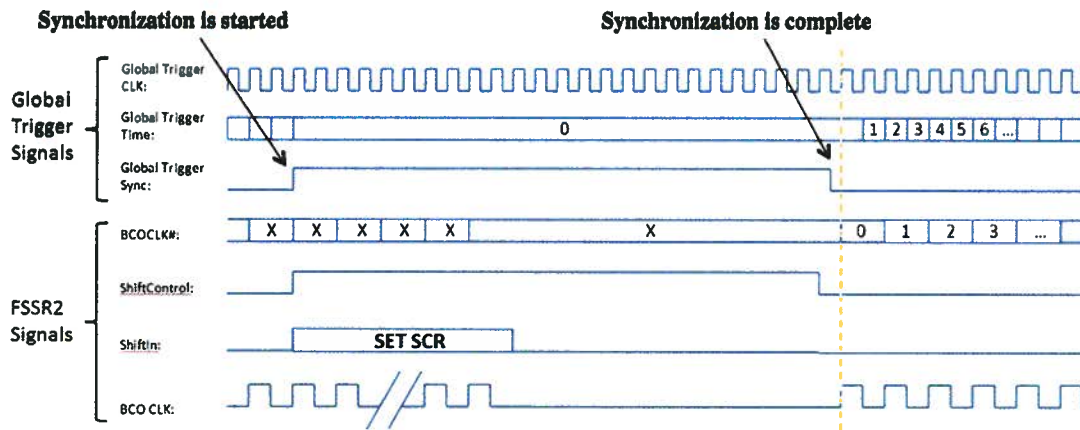 Synchronization is started
Synchronization is complete
Global Trigger Signals
Global Trigger
CLK:
Global Trigger
Time:
0
1 2 3 4 5 6 ...
Global Trigger
Sync:
FSSR2 Signals
BCOCLK#:
X X X X X X 0 1 2 3 ...
ShiftControl:
ShiftIn:
SET SCR
BCO CLK: